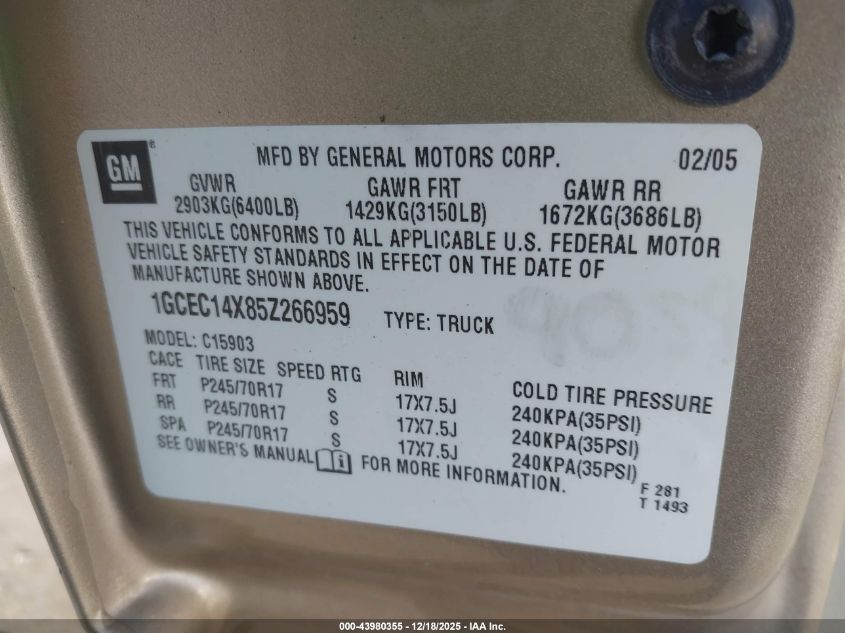 GM ®
MFD BY GENERAL MOTORS CORP. 02/05
GVWR GAWR FRT GAWR RR
2903KG(6400LB) 1429KG(3150LB) 1672KG(3686LB)
THIS VEHICLE CONFORMS TO ALL APPLICABLE U.S. FEDERAL MOTOR
VEHICLE SAFETY STANDARDS IN EFFECT ON THE DATE OF
MANUFACTURE SHOWN ABOVE.
1GCEC14X85Z266959 TYPE: TRUCK
MODEL: C15903
CACE TIRE SIZE SPEED RTG RIM COLD TIRE PRESSURE
FRT P245/70R17 S 17X7.5J 240KPA(35PSI)
RR P245/70R17 S 17X7.5J 240KPA(35PSI)
SPA P245/70R17 S 17X7.5J 240KPA(35PSI)
SEE OWNER'S MANUAL FOR MORE INFORMATION.
F 281
T 1493
000-43980355 - 12/18/2025 - IAA Inc.